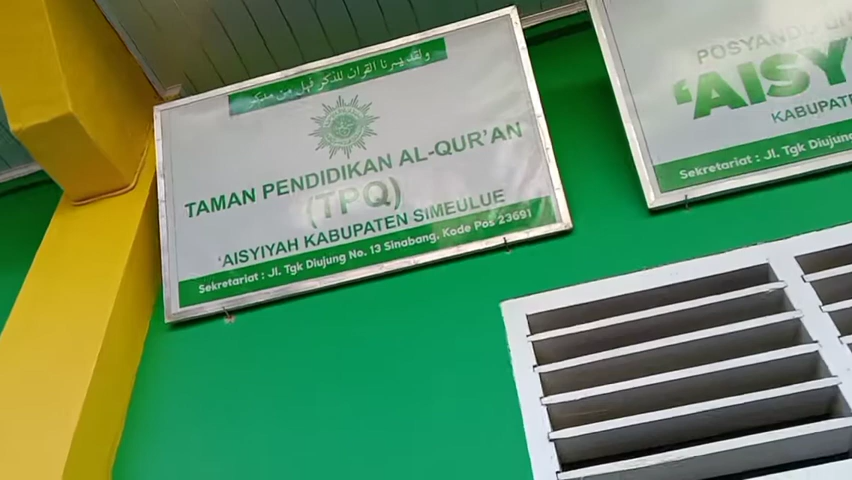 ولقد يسرنا القرآن للذكر فهل من مدكر
TAMAN PENDIDIKAN AL-QUR'AN
(TPQ)
'AISYIYAH KABUPATEN SIMEULUE
Sekretariat : Jl. Tgk Diujung No. 13 Sinabang, Kode Pos 23691
POSYANDU
'AISY
KABUPATE
Sekretariat : Jl. Tgk Diujung